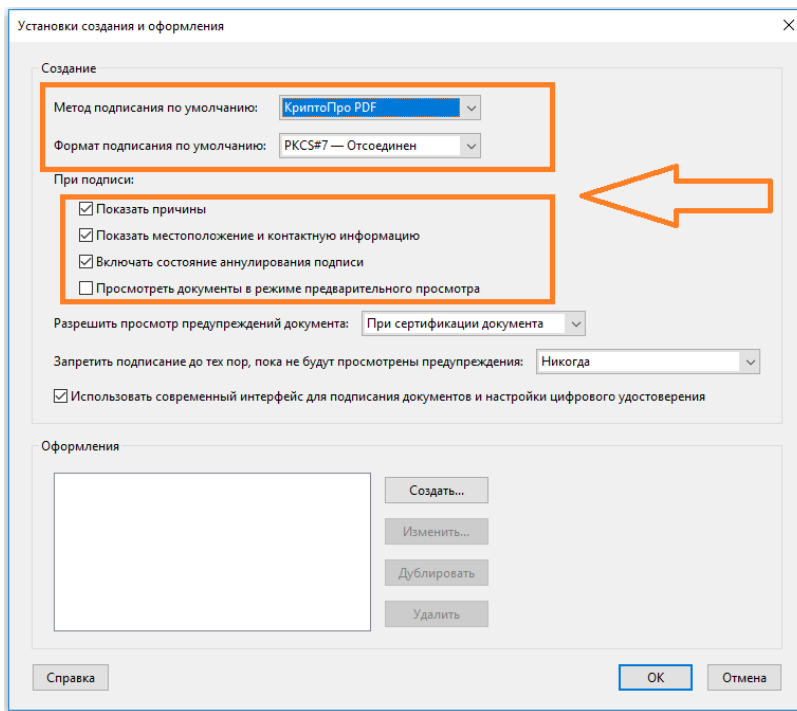 Установки создания и оформления
Создание
Метод подписания по умолчанию: КриптоПро PDF
Формат подписания по умолчанию: PKCS#7 — Отсоединен
При подписи:
Показать причины
Показать местоположение и контактную информацию
Включать состояние аннулирования подписи
Просмотреть документы в режиме предварительного просмотра
Разрешить просмотр предупреждений документа: При сертификации документа
Запретить подписание до тех пор, пока не будут просмотрены предупреждения: Никогда
Использовать современный интерфейс для подписания документов и настройки цифрового удостоверения
Оформления
Создать...
Изменить...
Дублировать
Удалить
Справка OK Отмена